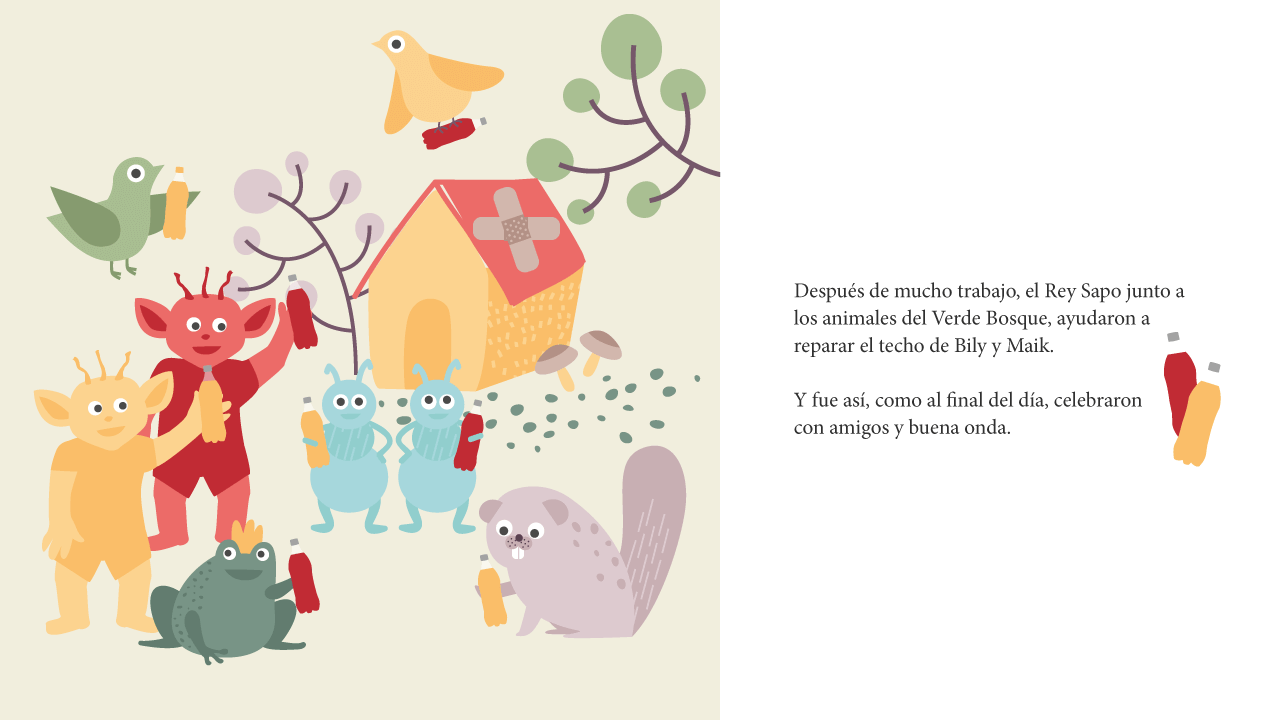 Después de mucho trabajo, el Rey Sapo junto a
los animales del Verde Bosque, ayudaron a
reparar el techo de Bily y Maik.
Y fue así, como al final del día, celebraron
con amigos y buena onda.